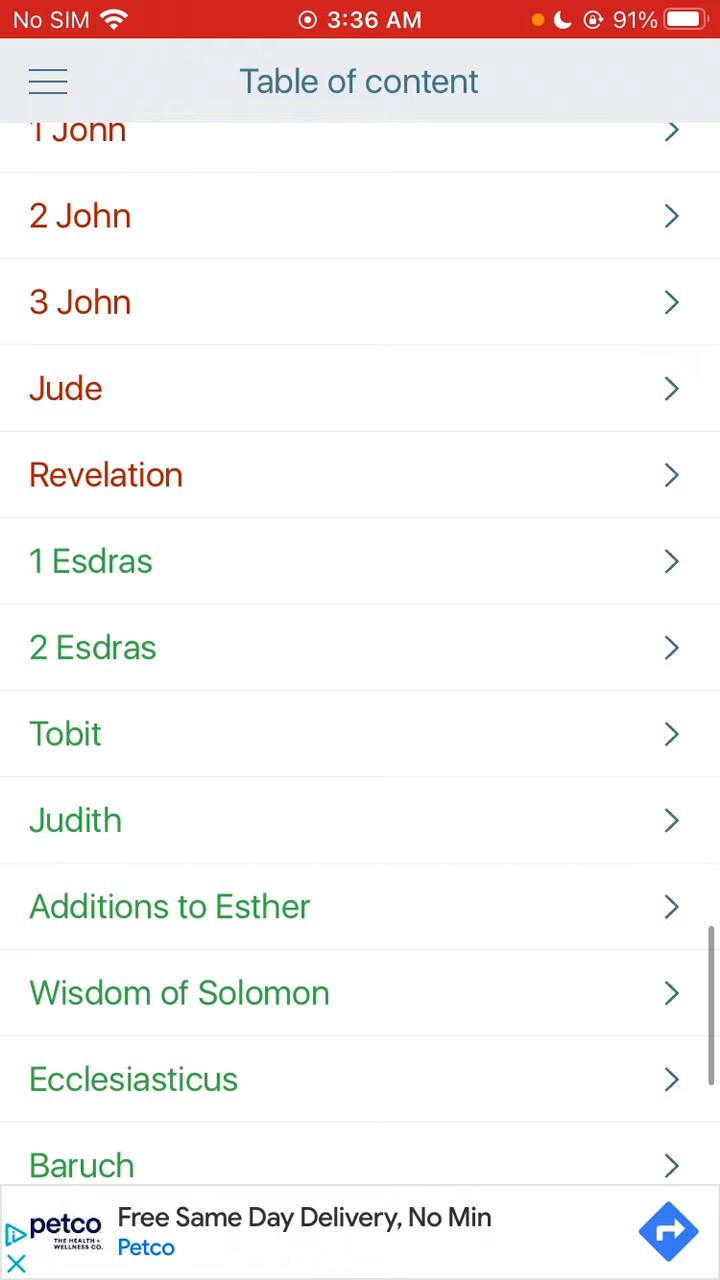 No SIM 3:36 AM 91%
Table of content
1 John
2 John
3 John
Jude
Revelation
1 Esdras
2 Esdras
Tobit
Judith
Additions to Esther
Wisdom of Solomon
Ecclesiasticus
Baruch
petco
THE HEALTH +
WELLNESS CO.
Free Same Day Delivery, No Min
Petco